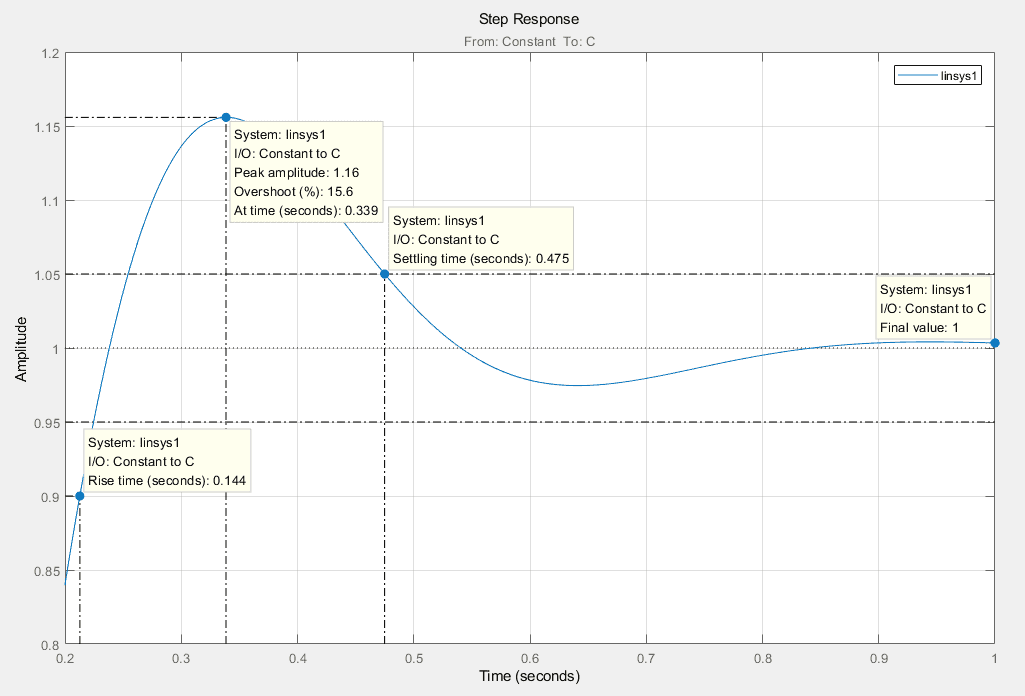 Step Response
From: Constant To: C
linsys1
System: linsys1
I/O: Constant to C
Peak amplitude: 1.16
Overshoot (%): 15.6
At time (seconds): 0.339
System: linsys1
I/O: Constant to C
Settling time (seconds): 0.475
System: linsys1
I/O: Constant to C
Final value: 1
System: linsys1
I/O: Constant to C
Rise time (seconds): 0.144
Amplitude
1.2
1.15
1.1
1.05
1
0.95
0.9
0.85
0.8
0.2
0.3
0.4
0.5
0.6
0.7
0.8
0.9
1
Time (seconds)